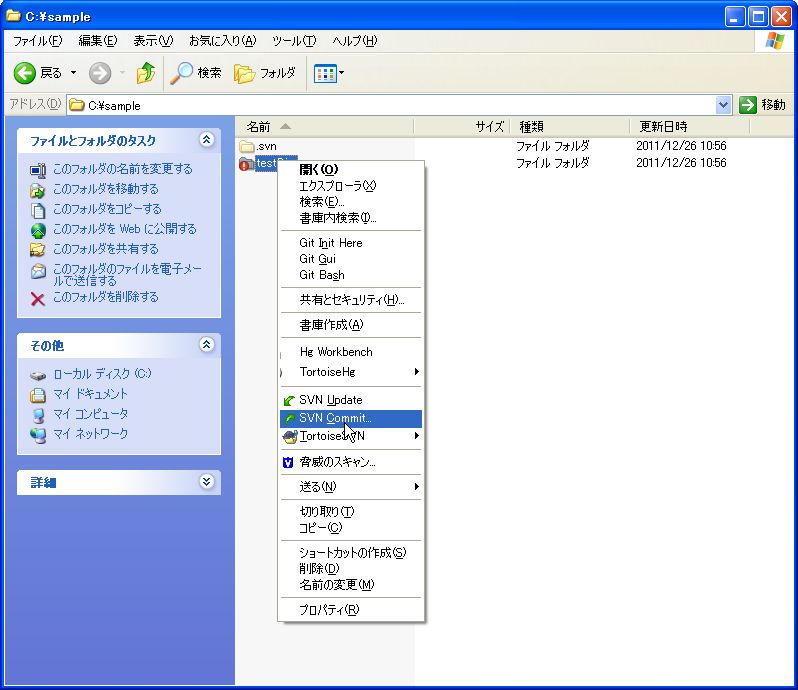 C:¥sample
ファイル(F) 編集(E) 表示(V) お気に入り(A) ツール(T) ヘルプ(H)
戻る 検索 フォルダ
アドレス(D) C:¥sample 移動
ファイルとフォルダのタスク
このフォルダの名前を変更する
このフォルダを移動する
このフォルダをコピーする
このフォルダを Web に公開する
このフォルダを共有する
このフォルダのファイルを電子メー
ルで送信する
このフォルダを削除する
その他
ローカル ディスク (C:)
マイ ドキュメント
マイ コンピュータ
マイ ネットワーク
詳細
名前 サイズ 種類 更新日時
.svn ファイル フォルダ 2011/12/26 10:56
ファイル フォルダ 2011/12/26 10:56
開く(O)
エクスプローラ(X)
検索(E)...
書庫内検索(I)...
Git Init Here
Git Gui
Git Bash
共有とセキュリティ(H)...
書庫作成(A)
Hg Workbench
TortoiseHg
SVN Update
SVN Commit...
TortoiseSVN
脅威のスキャン...
送る(N)
切り取り(T)
コピー(C)
ショートカットの作成(S)
削除(D)
名前の変更(M)
プロパティ(R)